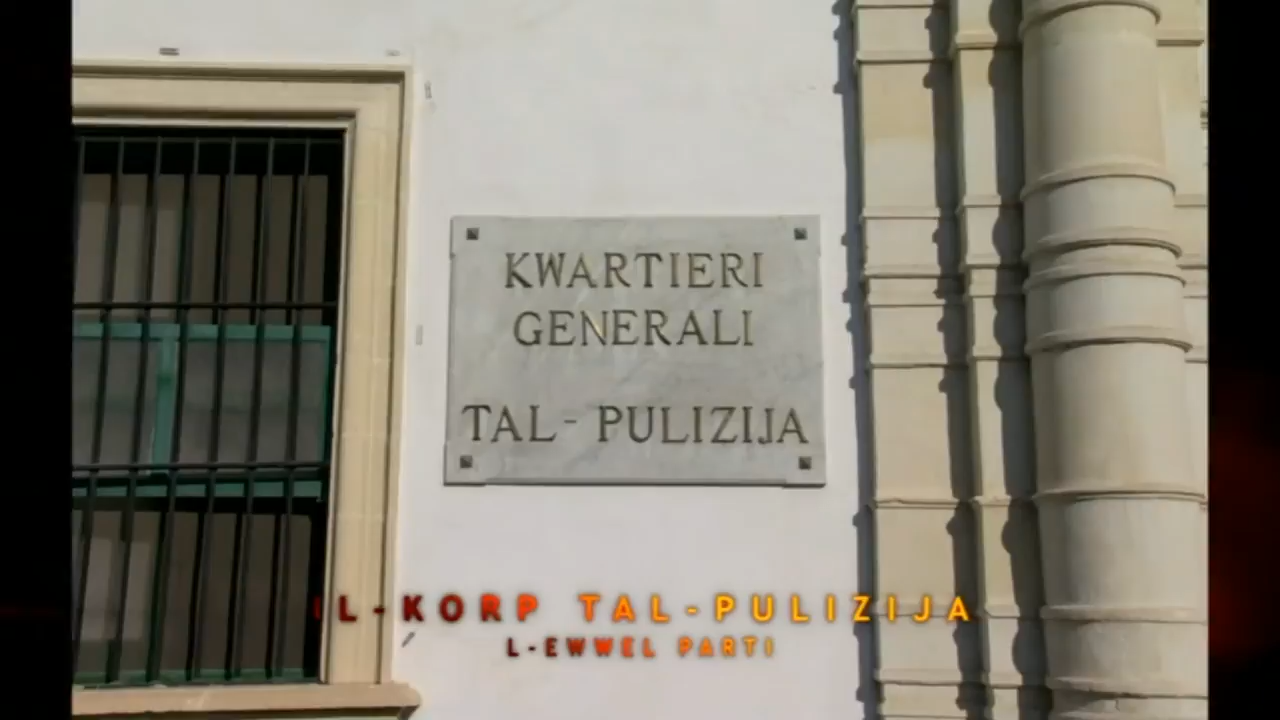 KWARTIERI
GENERALI
TAL-PULIZIJA
IL-KORP TAL-PULIZIJA
L-EWWEL PARTI